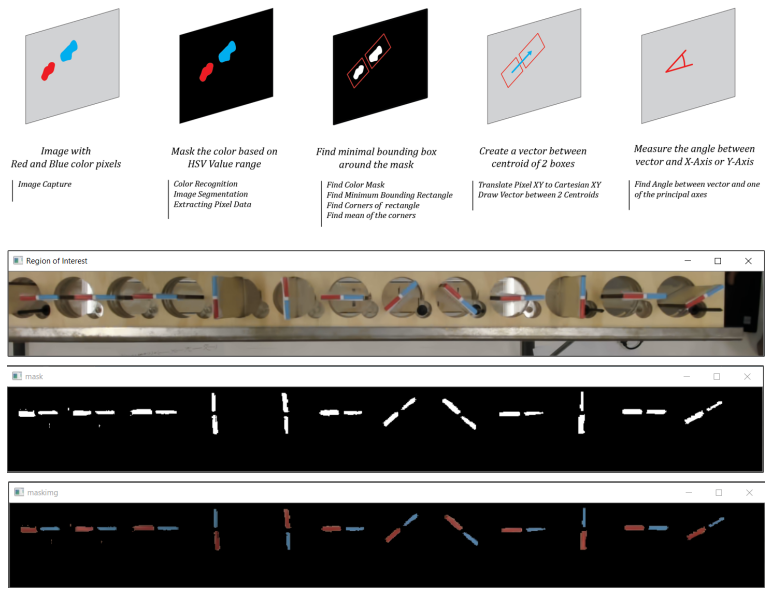 Image with
Red and Blue color pixels
Image Capture
Mask the color based on
HSV Value range
Color Recognition
Image Segmentation
Extracting Pixel Data
Find minimal bounding box
around the mask
Find Color Mask
Find Minimum Bounding Rectangle
Find Corners of rectangle
Find mean of the corners
Create a vector between
centroid of 2 boxes
Translate Pixel XY to Cartesian XY
Draw Vector between 2 Centroids
Measure the angle between
vector and X-Axis or Y-Axis
Find Angle between vector and one
of the principal axes
Region of Interest
mask
maskimg